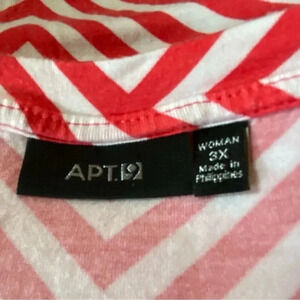 APT.9
WOMAN
3X
Made in
Philippines